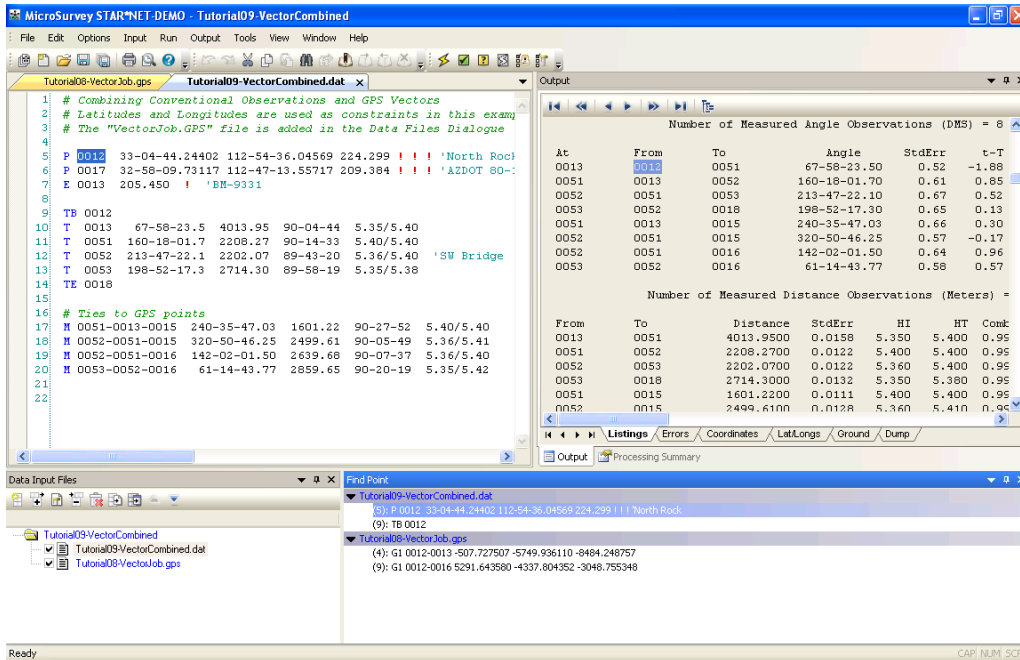 MicroSurvey STAR*NET-DEMO - Tutorial09-VectorCombined
File Edit Options Input Run Output Tools View Window Help
Tutorial08-VectorJob.gps Tutorial09-VectorCombined.dat x
1 # Combining Conventional Observations and GPS Vectors
2 # Latitudes and Longitudes are used as constraints in this exam
3 # The "VectorJob.GPS" file is added in the Data Files Dialogue
4
5 P 0012 33-04-44.24402 112-54-36.04569 224.299 ! ! ! 'North Rock
6 P 0017 32-58-09.73117 112-47-13.55717 209.384 ! ! ! 'AZDOT 80-1
7 E 0013 205.450 ! 'BM-9331
8
9 TB 0012
10 T 0013 67-58-23.5 4013.95 90-04-44 5.35/5.40
11 T 0051 160-18-01.7 2208.27 90-14-33 5.40/5.40
12 T 0052 213-47-22.1 2202.07 89-43-20 5.36/5.40 'SW Bridge
13 T 0053 198-52-17.3 2714.30 89-58-19 5.35/5.38
14 TE 0018
15
16 # Ties to GPS points
17 M 0051-0013-0015 240-35-47.03 1601.22 90-27-52 5.40/5.40
18 M 0052-0051-0015 320-50-46.25 2499.61 90-05-49 5.36/5.41
19 M 0052-0051-0016 142-02-01.50 2639.68 90-07-37 5.36/5.40
20 M 0053-0052-0016 61-14-43.77 2859.65 90-20-19 5.35/5.42
21
22
Output
Number of Measured Angle Observations (DMS) = 8
At From To Angle StdErr t-T
0013 0012 0051 67-58-23.50 0.52 -1.88
0051 0013 0052 160-18-01.70 0.61 0.85
0052 0051 0053 213-47-22.10 0.67 0.52
0053 0052 0018 198-52-17.30 0.65 0.13
0051 0013 0015 240-35-47.03 0.66 0.30
0052 0051 0015 320-50-46.25 0.57 -0.17
0052 0051 0016 142-02-01.50 0.64 0.96
0053 0052 0016 61-14-43.77 0.58 0.57
Number of Measured Distance Observations (Meters) =
From To Distance StdErr HI HT Comb
0013 0051 4013.9500 0.0158 5.350 5.400 0.99
0051 0052 2208.2700 0.0122 5.400 5.400 0.99
0052 0053 2202.0700 0.0122 5.360 5.400 0.99
0053 0018 2714.3000 0.0132 5.350 5.380 0.99
0051 0015 1601.2200 0.0111 5.400 5.400 0.99
0052 0015 2499.6100 0.0128 5.360 5.410 0.99
Listings Errors Coordinates Lat/Longs Ground Dump
Output Processing Summary
Data Input Files
Tutorial09-VectorCombined
Tutorial09-VectorCombined.dat
Tutorial08-VectorJob.gps
Find Point
Tutorial09-VectorCombined.dat
(5): P 0012 33-04-44.24402 112-54-36.04569 224.299 ! ! ! 'North Rock
(9): TB 0012
Tutorial08-VectorJob.gps
(4): G1 0012-0013 -507.727507 -5749.936110 -8484.248757
(9): G1 0012-0016 5291.643580 -4337.804352 -3048.755348
Ready
CAP NUM SCR